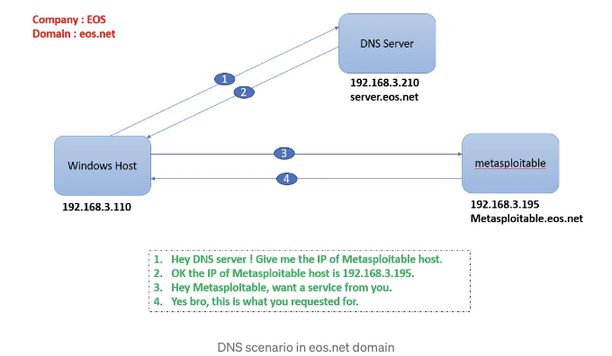 Company : EOS
Domain : eos.net
DNS Server
192.168.3.210
server.eos.net
1
2
Windows Host
192.168.3.110
3
4
metasploitable
192.168.3.195
Metasploitable.eos.net
1. Hey DNS server ! Give me the IP of Metasploitable host.
2. OK the IP of Metasploitable host is 192.168.3.195.
3. Hey Metasploitable, want a service from you.
4. Yes bro, this is what you requested for.
DNS scenario in eos.net domain